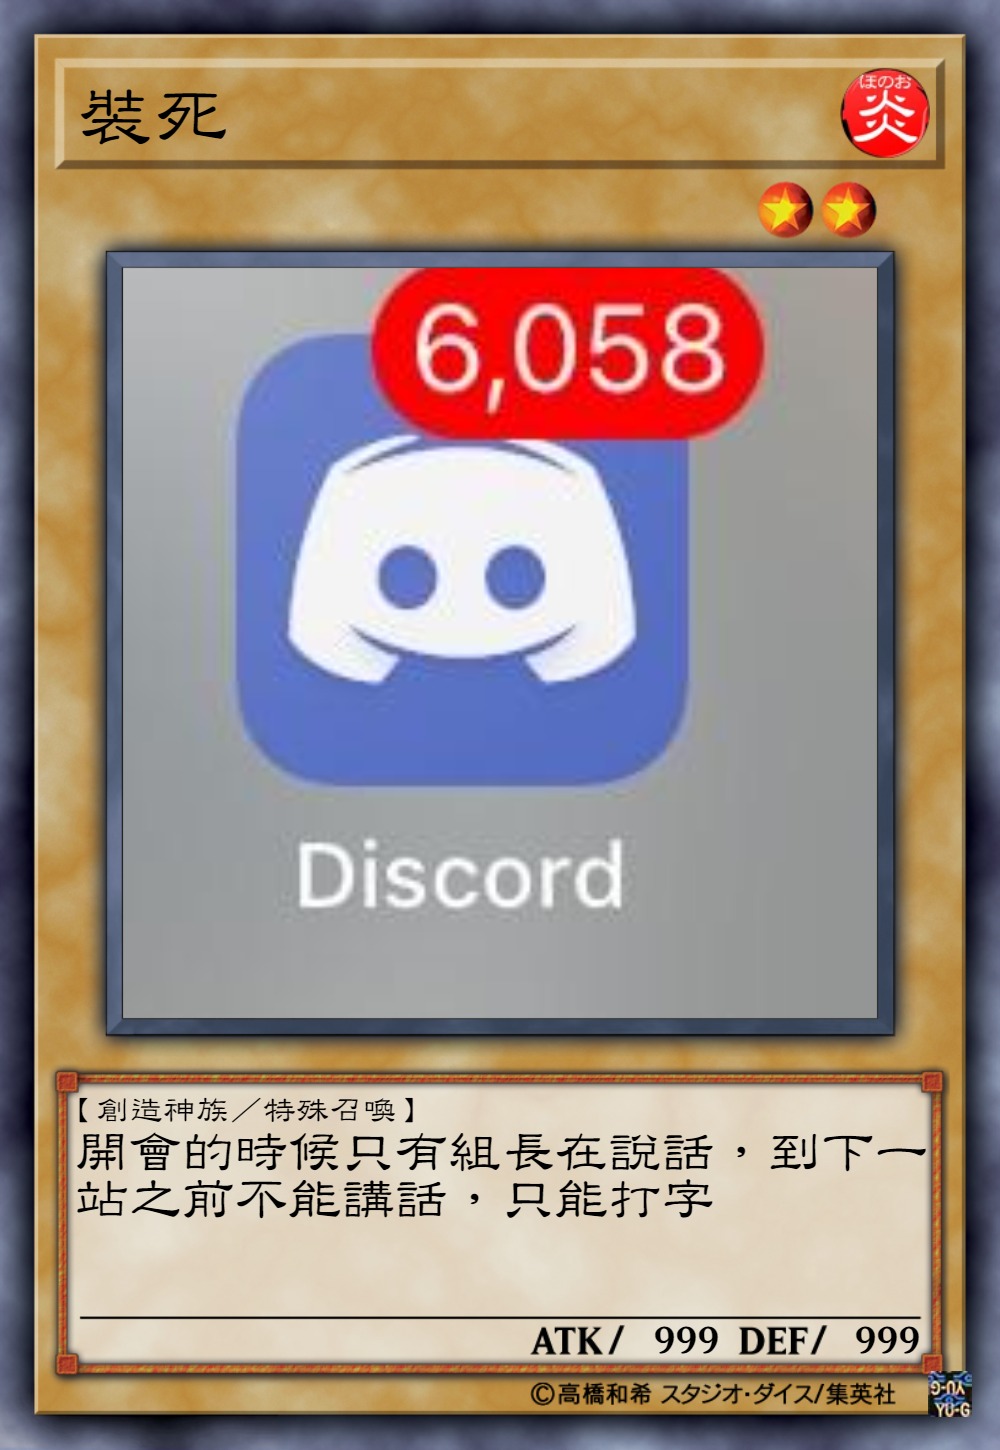 裝死
ほのお
炎
6,058
Discord
【創造神族／特殊召喚】
開會的時候只有組長在說話，到下一
站之前不能講話，只能打字
ATK/ 999 DEF/ 999
©高橋和希 スタジオ・ダイス/集英社
YU-G
YU-G